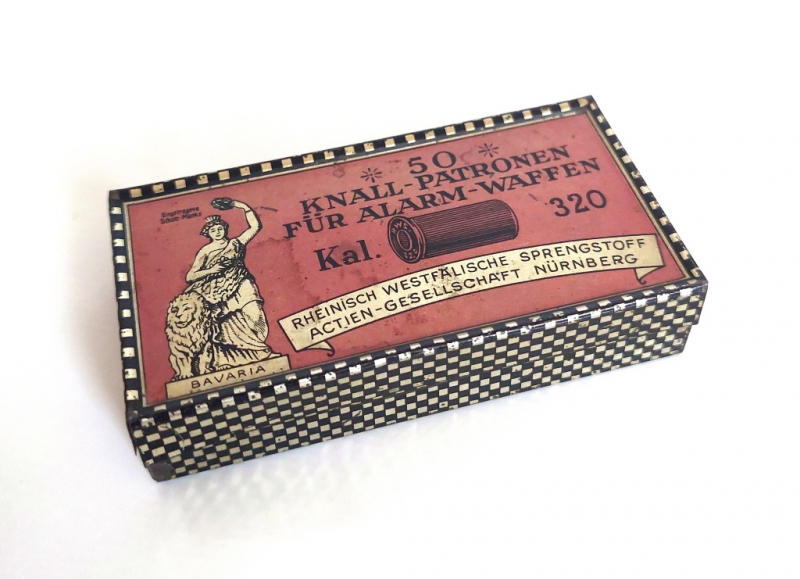 50
KNALL-PATRONEN
FÜR ALARM-WAFFEN
Kal. 320
RHEINISCH WESTFÄLISCHE SPRENGSTOFF
ACTIEN-GESELLSCHAFT NÜRNBERG
BAVARIA